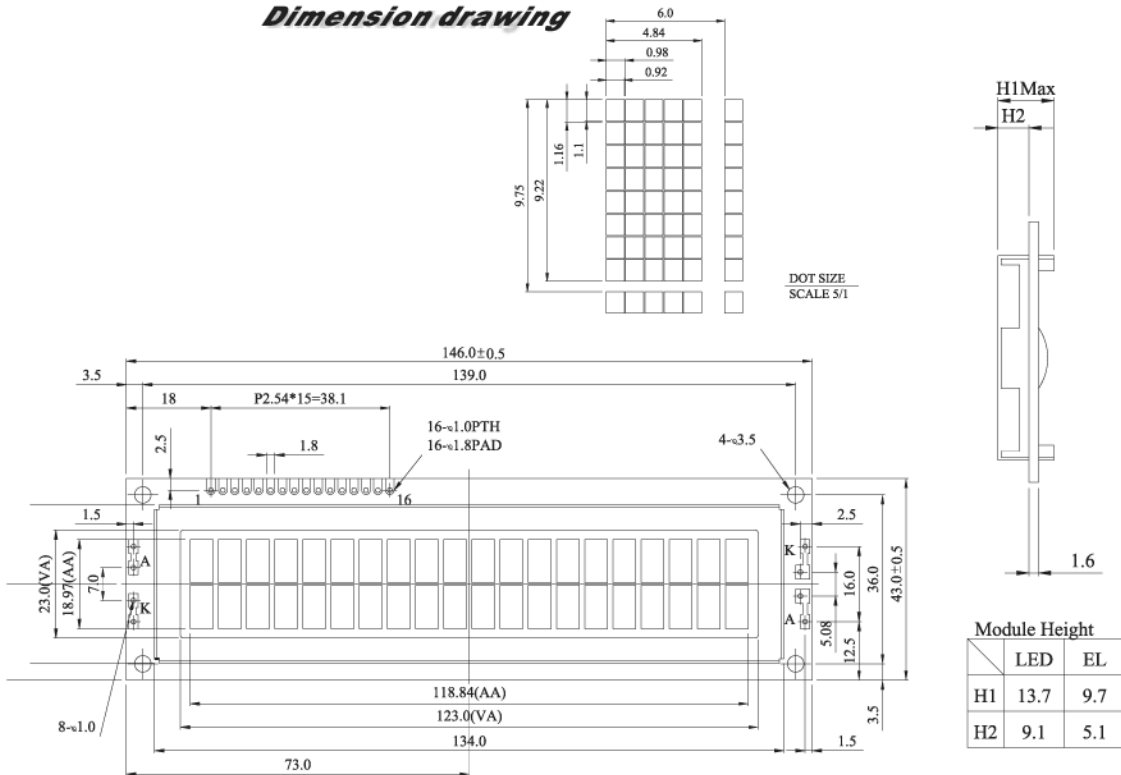 Dimension drawing
6.0
4.84
0.98
0.92
1.16
1.1
9.75
9.22
DOT SIZE
SCALE 5/1
H1Max
H2
1.6
146.0±0.5
3.5
139.0
18
P2.54*15=38.1
2.5
1.8
16-⌀1.0PTH
16-⌀1.8PAD
4-⌀3.5
1
16
1.5
2.5
A
K
K
A
23.0(VA)
18.97(AA)
7.0
5.08
16.0
12.5
36.0
43.0±0.5
3.5
118.84(AA)
123.0(VA)
8-⌀1.0
134.0
1.5
73.0
Module Height
LED EL
H1 13.7 9.7
H2 9.1 5.1